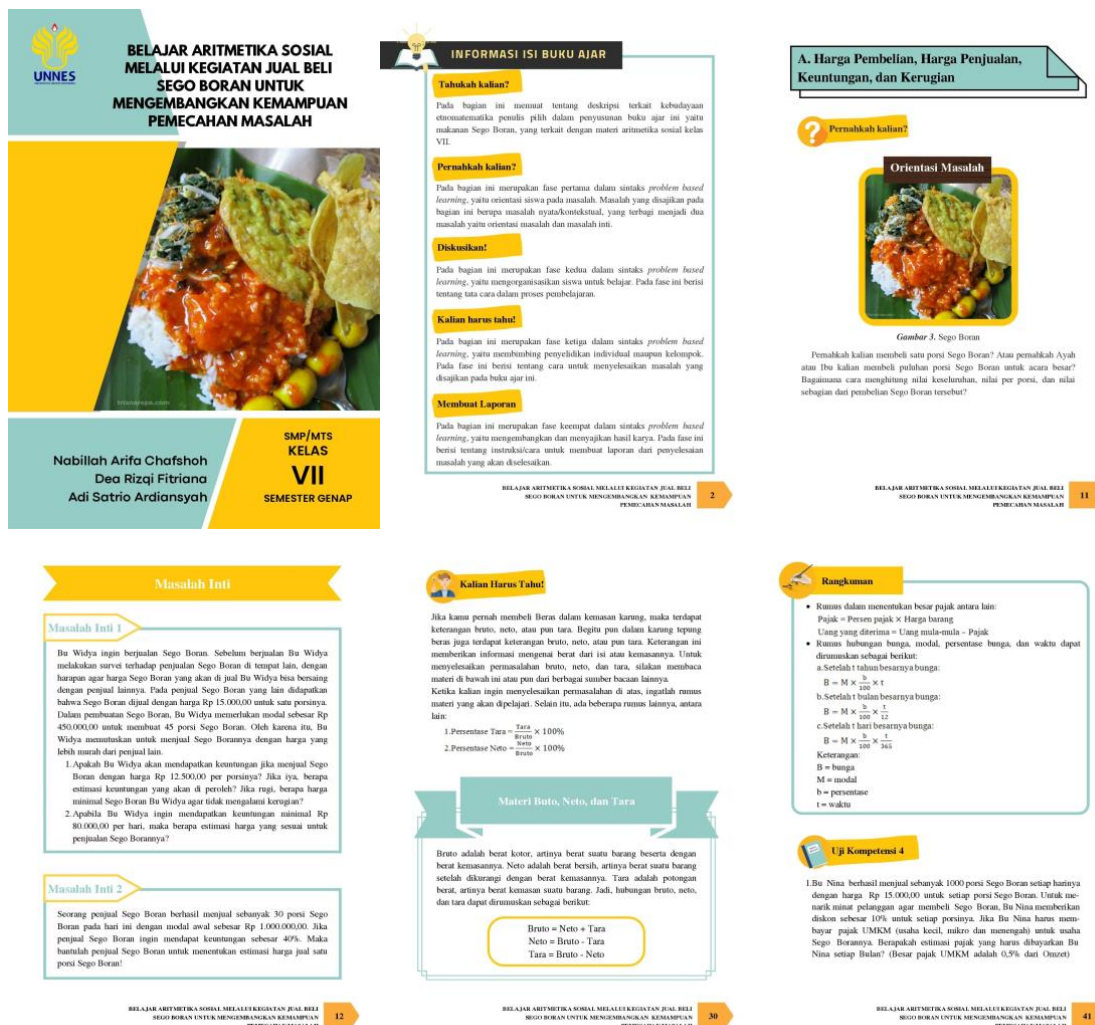 UNNES
BELAJAR ARITMETIKA SOSIAL
MELALUI KEGIATAN JUAL BELI
SEGO BORAN UNTUK
MENGEMBANGKAN KEMAMPUAN
PEMECAHAN MASALAH
Nabillah Arifa Chafshoh
Dea Rizqi Fitriana
Adi Satrio Ardiansyah
SMP/MTS
KELAS
VII
SEMESTER GENAP
INFORMASI ISI BUKU AJAR
Tahukah kalian?
Pada bagian ini memuat tentang deskripsi terkait kebudayaan
etnomatematika penulis pilih dalam penyusunan buku ajar ini yaitu
makanan Sego Boran, yang terkait dengan materi aritmetika sosial kelas
VII.
Pernahkah kalian?
Pada bagian ini merupakan fase pertama dalam sintaks problem based
learning, yaitu orientasi siswa pada masalah. Masalah yang disajikan pada
bagian ini berupa masalah nyata/kontekstual, yang terbagi menjadi dua
masalah yaitu orientasi masalah dan masalah inti.
Diskusikan!
Pada bagian ini merupakan fase kedua dalam sintaks problem based
learning, yaitu mengorganisasikan siswa untuk belajar. Pada fase ini berisi
tentang tata cara dalam proses pembelajaran.
Kalian harus tahu!
Pada bagian ini merupakan fase ketiga dalam sintaks problem based
learning, yaitu membimbing penyelidikan individual maupun kelompok.
Pada fase ini berisi tentang cara untuk menyelesaikan masalah yang
disajikan pada buku ajar ini.
Membuat Laporan
Pada bagian ini merupakan fase keempat dalam sintaks problem based
learning, yaitu mengembangkan dan menyajikan hasil karya. Pada fase ini
berisi tentang instruksi/cara untuk membuat laporan dari penyelesaian
masalah yang akan diselesaikan.
BELAJAR ARITMETIKA SOSIAL MELALUI KEGIATAN JUAL BELI
SEGO BORAN UNTUK MENGEMBANGKAN KEMAMPUAN
PEMECAHAN MASALAH
2
A. Harga Pembelian, Harga Penjualan,
Keuntungan, dan Kerugian
Pernahkah kalian?
Orientasi Masalah
Gambar 3. Sego Boran
Pernahkah kalian membeli satu porsi Sego Boran? Atau pernahkah Ayah
atau Ibu kalian membeli puluhan porsi Sego Boran untuk acara besar?
Bagaimana cara menghitung nilai keseluruhan, nilai per porsi, dan nilai
sebagian dari pembelian Sego Boran tersebut?
BELAJAR ARITMETIKA SOSIAL MELALUI KEGIATAN JUAL BELI
SEGO BORAN UNTUK MENGEMBANGKAN KEMAMPUAN
PEMECAHAN MASALAH
11
Masalah Inti
Masalah Inti 1
Bu Widya ingin berjualan Sego Boran. Sebelum berjualan Bu Widya
melakukan survei terhadap penjualan Sego Boran di tempat lain, dengan
harapan agar harga Sego Boran yang akan di jual Bu Widya bisa bersaing
dengan penjual lainnya. Pada penjual Sego Boran yang lain didapatkan
bahwa Sego Boran dijual dengan harga Rp 15.000,00 untuk satu porsinya.
Dalam pembuatan Sego Boran, Bu Widya memerlukan modal sebesar Rp
450.000,00 untuk membuat 45 porsi Sego Boran. Oleh karena itu, Bu
Widya memutuskan untuk menjual Sego Borannya dengan harga yang
lebih murah dari penjual lain.
1.Apakah Bu Widya akan mendapatkan keuntungan jika menjual Sego
Boran dengan harga Rp 12.500,00 per porsinya? Jika iya, berapa
estimasi keuntungan yang akan di peroleh? Jika rugi, berapa harga
minimal Sego Boran Bu Widya agar tidak mengalami kerugian?
2.Apabila Bu Widya ingin mendapatkan keuntungan minimal Rp
80.000,00 per hari, maka berapa estimasi harga yang sesuai untuk
penjualan Sego Borannya?
Masalah Inti 2
Seorang penjual Sego Boran berhasil menjual sebanyak 30 porsi Sego
Boran pada hari ini dengan modal awal sebesar Rp 1.000.000,00. Jika
penjual Sego Boran ingin mendapat keuntungan sebesar 40%. Maka
bantulah penjual Sego Boran untuk menentukan estimasi harga jual satu
porsi Sego Boran!
BELAJAR ARITMETIKA SOSIAL MELALUI KEGIATAN JUAL BELI
SEGO BORAN UNTUK MENGEMBANGKAN KEMAMPUAN
12
Kalian Harus Tahu!
Jika kamu pernah membeli Beras dalam kemasan karung, maka terdapat
keterangan bruto, neto, atau pun tara. Begitu pun dalam karung tepung
beras juga terdapat keterangan bruto, neto, atau pun tara. Keterangan ini
memberikan informasi mengenai berat dari isi atau kemasannya. Untuk
menyelesaikan permasalahan bruto, neto, dan tara, silakan membaca
materi di bawah ini atau pun dari berbagai sumber bacaan lainnya.
Ketika kalian ingin menyelesaikan permasalahan di atas, ingatlah rumus
materi yang akan dipelajari. Selain itu, ada beberapa rumus lainnya, antara
lain:
1.Persentase Tara = Tara/Bruto × 100%
2.Persentase Neto = Neto/Bruto × 100%
Materi Buto, Neto, dan Tara
Bruto adalah berat kotor, artinya berat suatu barang beserta dengan
berat kemasannya. Neto adalah berat bersih, artinya berat suatu barang
setelah dikurangi dengan berat kemasannya. Tara adalah potongan
berat, artinya berat kemasan suatu barang. Jadi, hubungan bruto, neto,
dan tara dapat dirumuskan sebagai berikut:
Bruto = Neto + Tara
Neto = Bruto - Tara
Tara = Bruto - Neto
BELAJAR ARITMETIKA SOSIAL MELALUI KEGIATAN JUAL BELI
SEGO BORAN UNTUK MENGEMBANGKAN KEMAMPUAN
30
Rangkuman
• Rumus dalam menentukan besar pajak antara lain:
Pajak = Persen pajak × Harga barang
Uang yang diterima = Uang mula-mula – Pajak
• Rumus hubungan bunga, modal, persentase bunga, dan waktu dapat
dirumuskan sebagai berikut:
a.Setelah t tahun besarnya bunga:
B = M × b/100 × t
b.Setelah t bulan besarnya bunga:
B = M × b/100 × t/12
c.Setelah t hari besarnya bunga:
B = M × b/100 × t/365
Keterangan:
B = bunga
M = modal
b = persentase
t = waktu
Uji Kompetensi 4
1.Bu Nina berhasil menjual sebanyak 1000 porsi Sego Boran setiap harinya
dengan harga Rp 15.000,00 untuk setiap porsi Sego Boran. Untuk me-
narik minat pelanggan agar membeli Sego Boran, Bu Nina memberikan
diskon sebesar 10% untuk setiap porsinya. Jika Bu Nina harus mem-
bayar pajak UMKM (usaha kecil, mikro dan menengah) untuk usaha
Sego Borannya. Berapakah estimasi pajak yang harus dibayarkan Bu
Nina setiap Bulan? (Besar pajak UMKM adalah 0,5% dari Omzet)
BELAJAR ARITMETIKA SOSIAL MELALUI KEGIATAN JUAL BELI
SEGO BORAN UNTUK MENGEMBANGKAN KEMAMPUAN
41